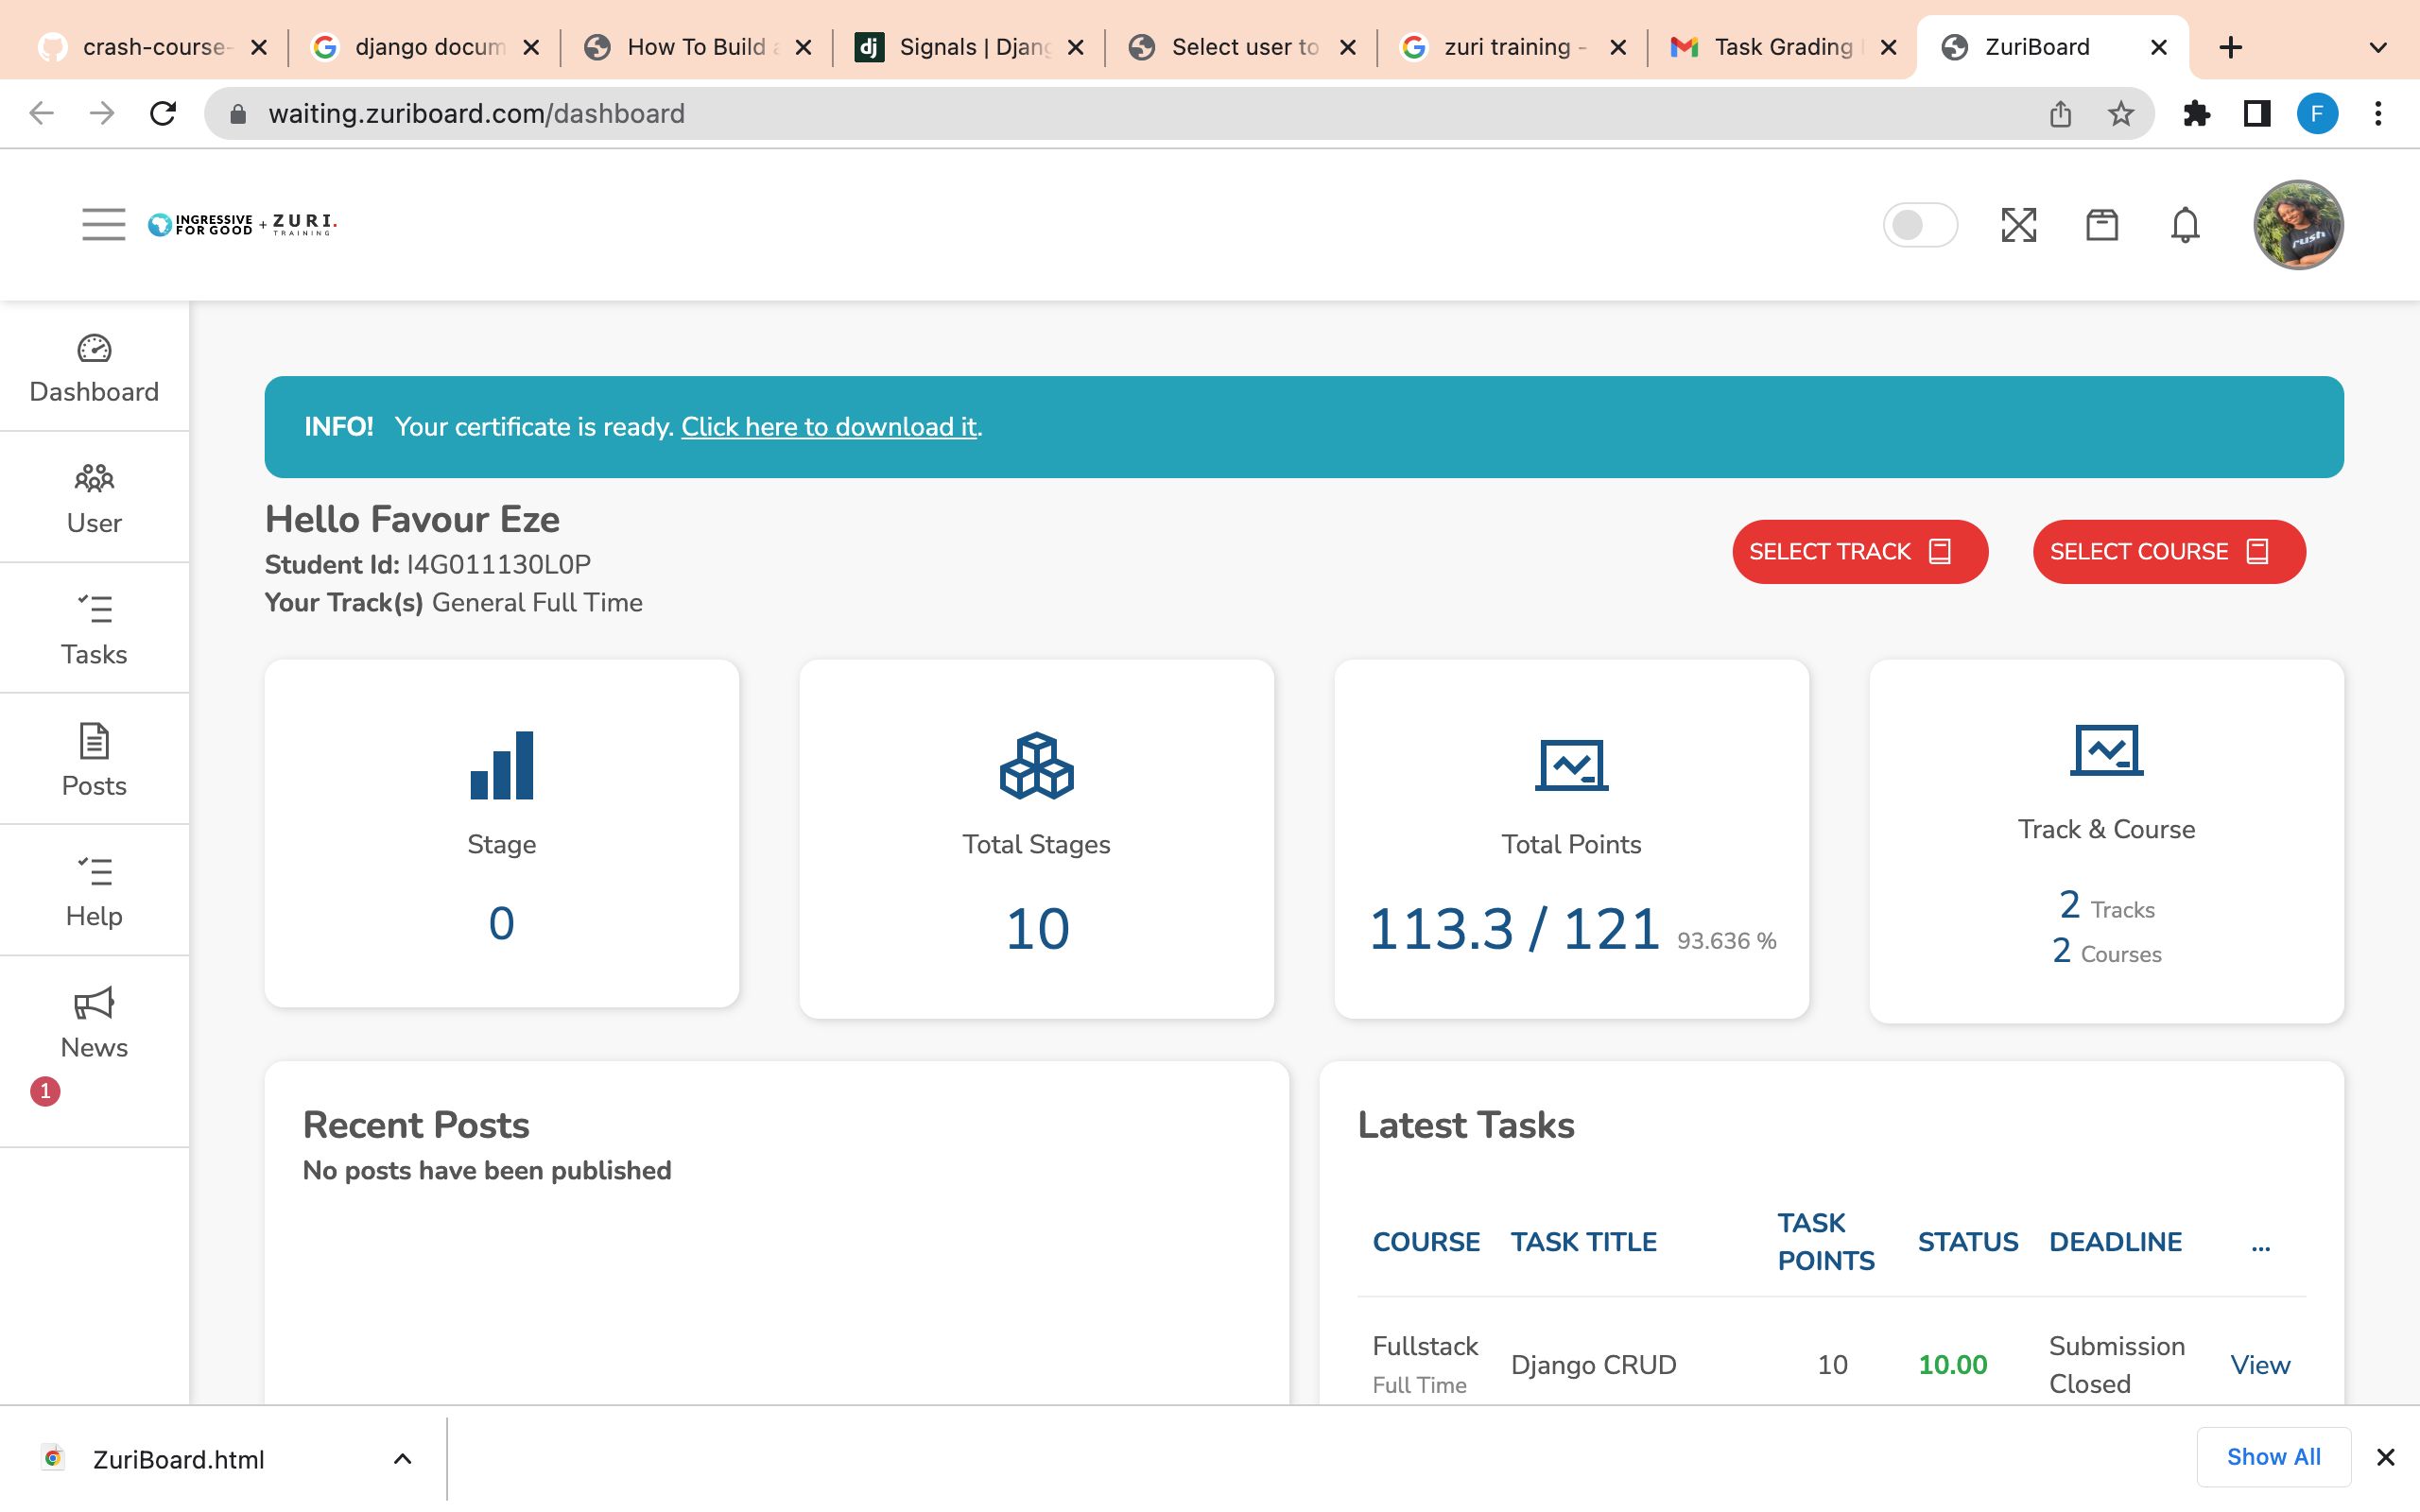 crash-course-
django docum
How To Build a
Signals | Djang
Select user to
zuri training -
Task Grading
ZuriBoard
waiting.zuriboard.com/dashboard
F
INGRESSIVE
FOR GOOD
+
ZURI.
TRAINING
rush
Dashboard
User
Tasks
Posts
Help
News
1
INFO! Your certificate is ready. Click here to download it.
Hello Favour Eze
Student Id: I4G011130L0P
Your Track(s) General Full Time
SELECT TRACK
SELECT COURSE
Stage
0
Total Stages
10
Total Points
113.3 / 121 93.636 %
Track & Course
2 Tracks
2 Courses
Recent Posts
No posts have been published
Latest Tasks
COURSE TASK TITLE TASK POINTS STATUS DEADLINE ...
Fullstack
Full Time
Django CRUD
10
10.00
Submission
Closed
View
ZuriBoard.html
Show All